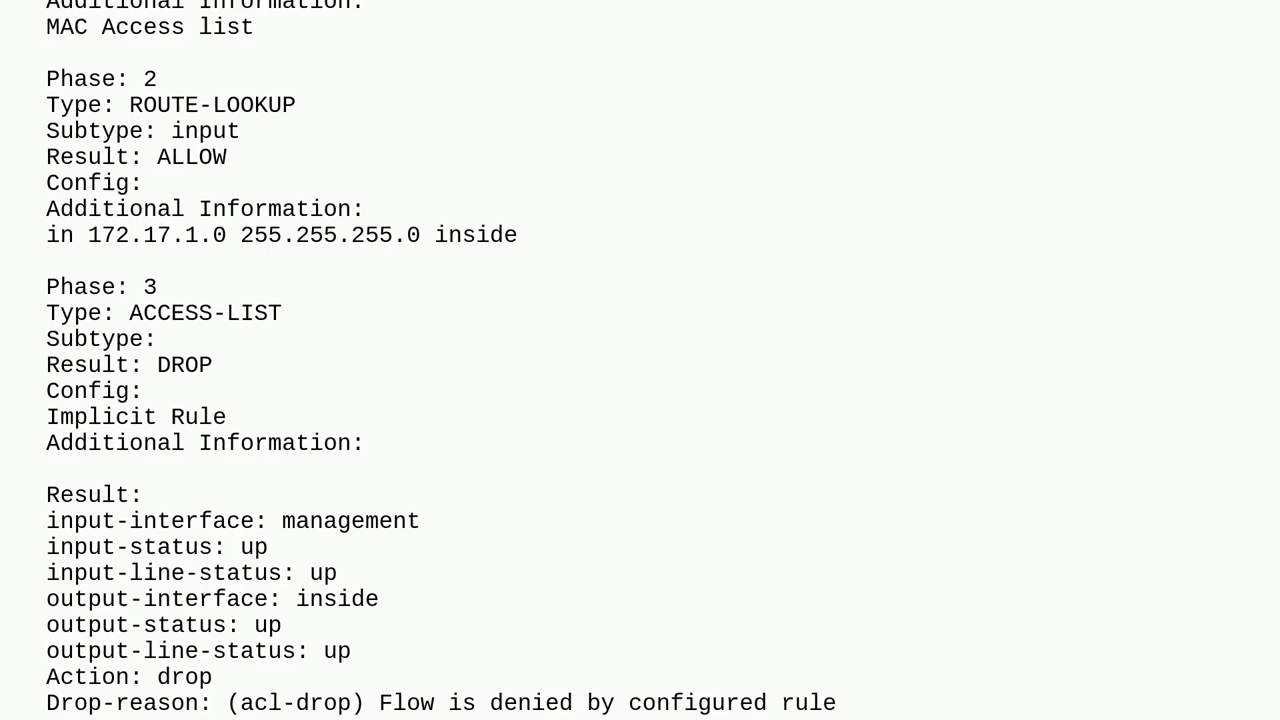 Additional Information:
MAC Access list
Phase: 2
Type: ROUTE-LOOKUP
Subtype: input
Result: ALLOW
Config:
Additional Information:
in 172.17.1.0 255.255.255.0 inside
Phase: 3
Type: ACCESS-LIST
Subtype:
Result: DROP
Config:
Implicit Rule
Additional Information:
Result:
input-interface: management
input-status: up
input-line-status: up
output-interface: inside
output-status: up
output-line-status: up
Action: drop
Drop-reason: (acl-drop) Flow is denied by configured rule